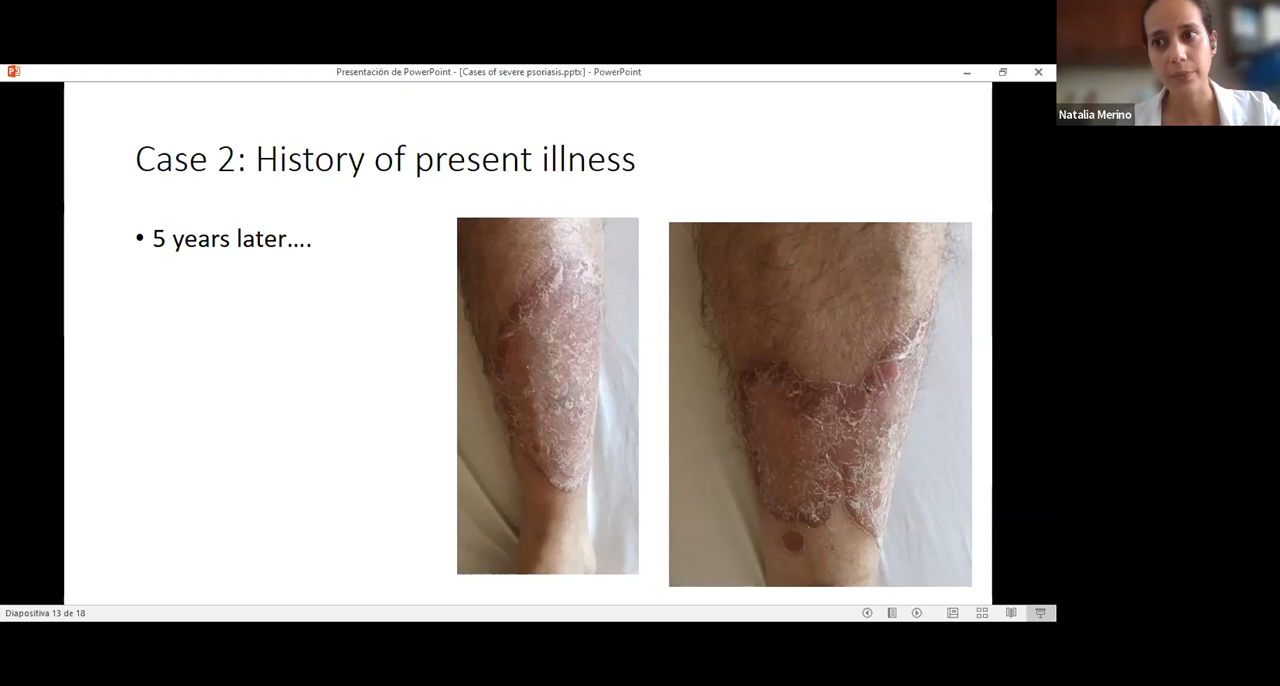 Presentación de PowerPoint - [Cases of severe psoriasis.pptx] - PowerPoint
Natalia Merino
Case 2: History of present illness
• 5 years later....
Diapositiva 13 de 18